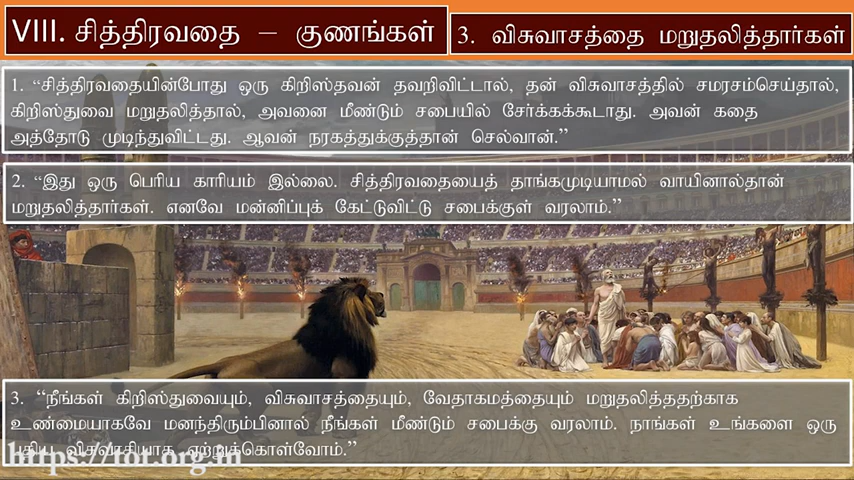 VIII. சித்திரவதை – குணங்கள்
3. விசுவாசத்தை மறுதலித்தார்கள்
1. “சித்திரவதையின்போது ஒரு கிறிஸ்தவன் தவறிவிட்டால், தன் விசுவாசத்தில் சமரசம்செய்தால்,
கிறிஸ்துவை மறுதலித்தால், அவனை மீண்டும் சபையில் சேர்க்கக்கூடாது. அவன் கதை
அத்தோடு முடிந்துவிட்டது. ஆவன் நரகத்துக்குத்தான் செல்வான்.”
2. “இது ஒரு பெரிய காரியம் இல்லை. சித்திரவதையைத் தாங்கமுடியாமல் வாயினால்தான்
மறுதலித்தார்கள். எனவே மன்னிப்புக் கேட்டுவிட்டு சபைக்குள் வரலாம்.”
3. “நீங்கள் கிறிஸ்துவையும், விசுவாசத்தையும், வேதாகமத்தையும் மறுதலித்ததற்காக
உண்மையாகவே மனந்திரும்பினால் நீங்கள் மீண்டும் சபைக்கு வரலாம். நாங்கள் உங்களை ஒரு
புதிய விசுவாசியாக ஏற்றுக்கொள்வோம்.”
https://tot.org.in